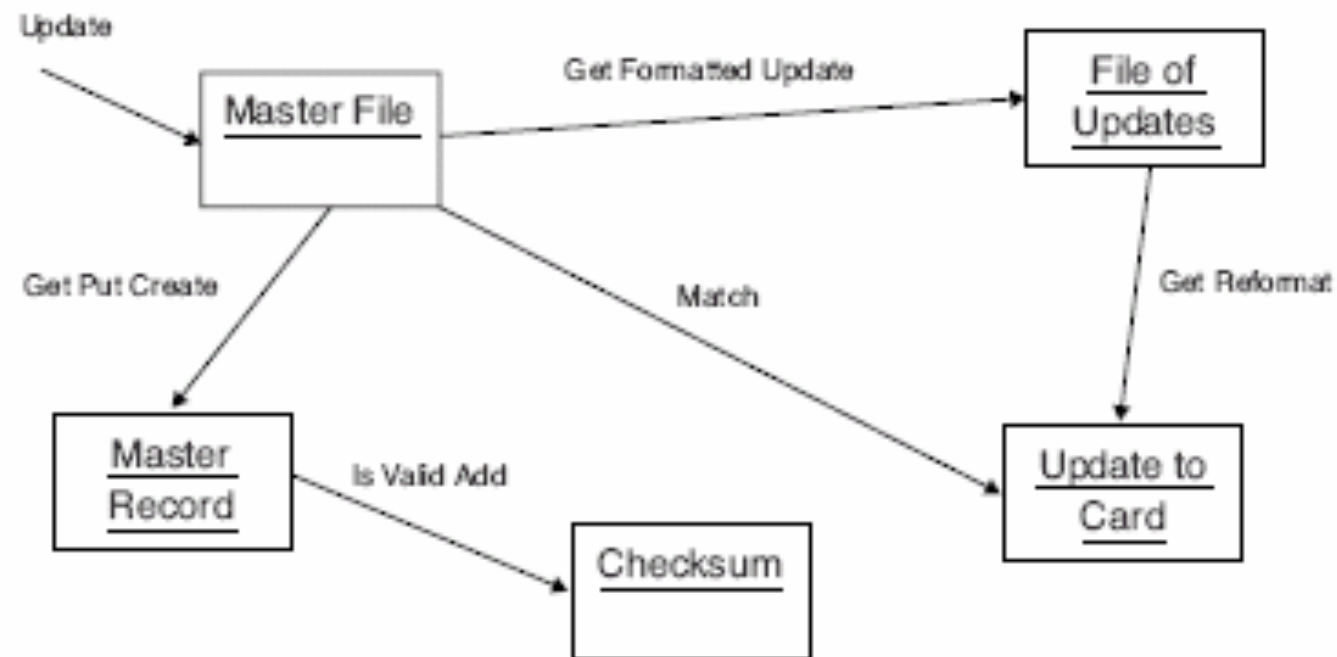 Update
Master File
Get Formatted Update
File of
Updates
Get Put Create
Match
Get Reformat
Master
Record
Is Valid Add
Update to
Card
Checksum